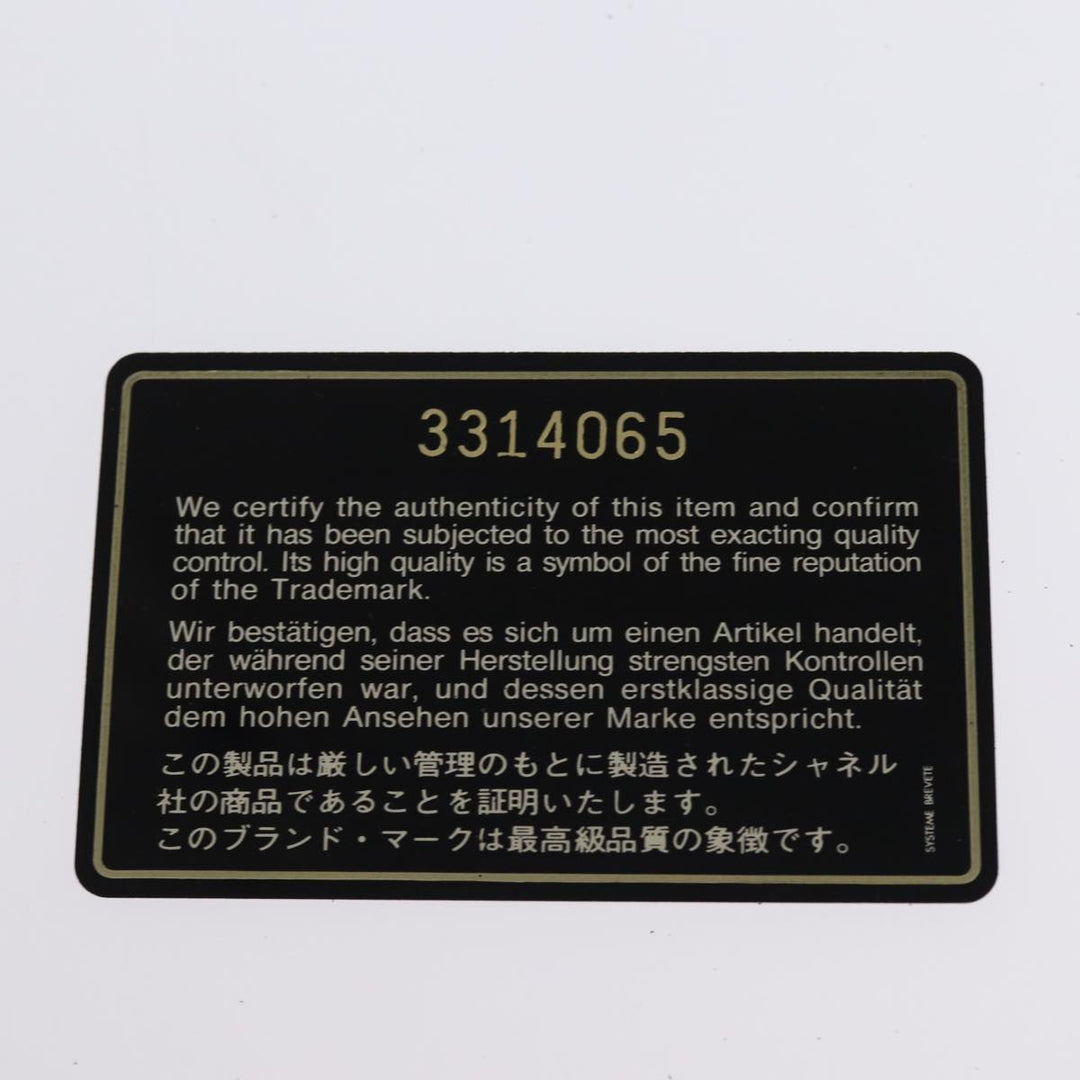 3314065
We certify the authenticity of this item and confirm
that it has been subjected to the most exacting quality
control. Its high quality is a symbol of the fine reputation
of the Trademark.
Wir bestätigen, dass es sich um einen Artikel handelt,
der während seiner Herstellung strengsten Kontrollen
unterworfen war, und dessen erstklassige Qualität
dem hohen Ansehen unserer Marke entspricht.
この製品は厳しい管理のもとに製造されたシャネル
社の商品であることを証明いたします。
このブランド・マークは最高級品質の象徴です。
SYSTEME BREVETE